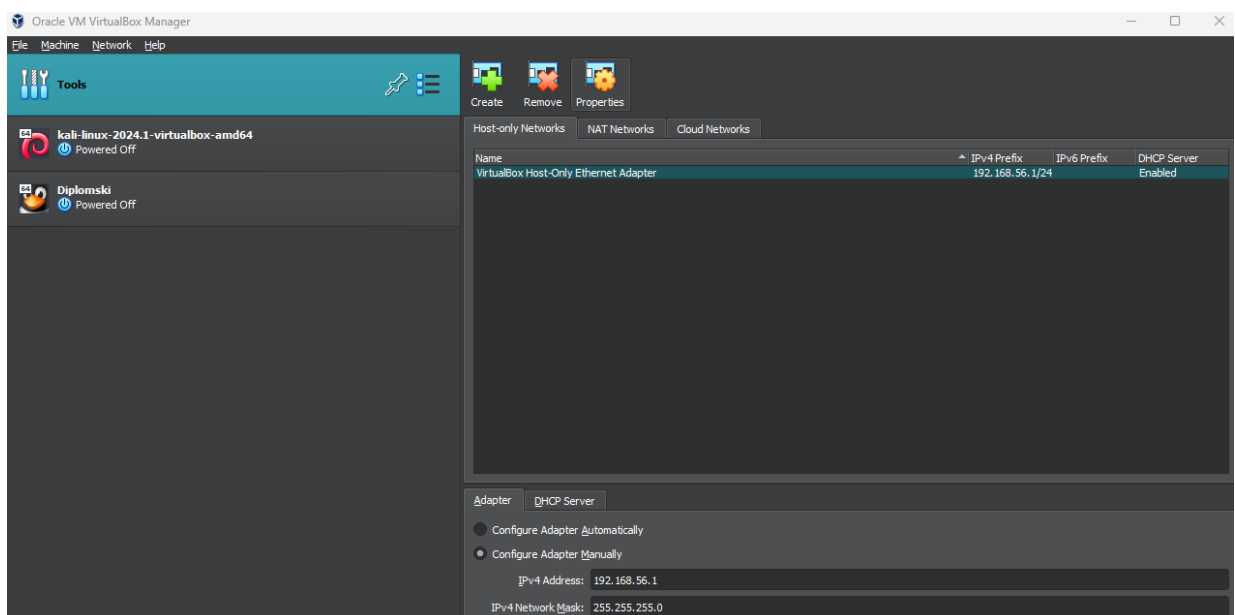 Oracle VM VirtualBox Manager
File Machine Network Help
Tools
64
kali-linux-2024.1-virtualbox-amd64
Powered Off
64
Diplomski
Powered Off
Create Remove Properties
Host-only Networks NAT Networks Cloud Networks
Name IPv4 Prefix IPv6 Prefix DHCP Server
VirtualBox Host-Only Ethernet Adapter 192.168.56.1/24 Enabled
Adapter DHCP Server
Configure Adapter Automatically
Configure Adapter Manually
IPv4 Address: 192.168.56.1
IPv4 Network Mask: 255.255.255.0